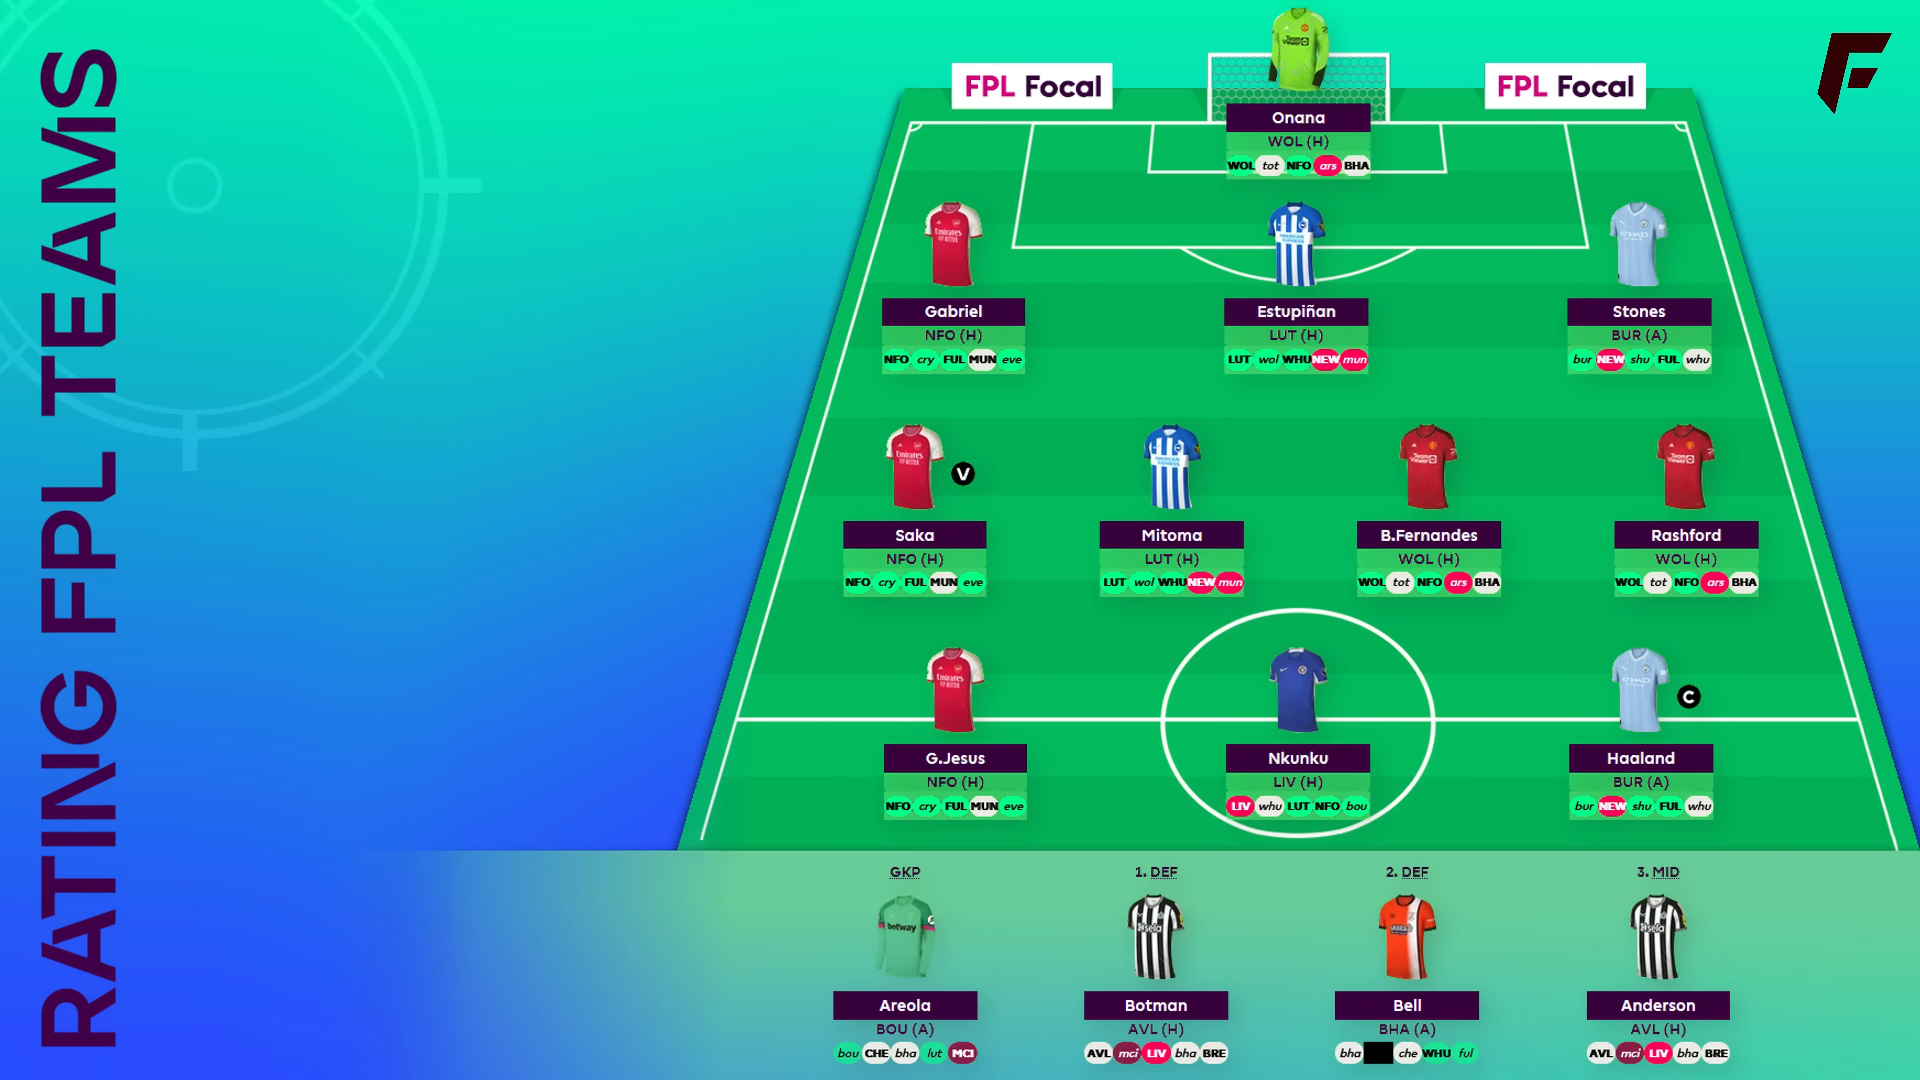 RATING FPL TEAMS
FPL Focal
FPL Focal
Onana
WOL (H)
WOL tot NFO ars BHA
Gabriel
NFO (H)
NFO cry FUL MUN eve
Estupiñan
LUT (H)
LUT wol WHU NEW mun
Stones
BUR (A)
bur NEW shu FUL whu
Saka
V
NFO (H)
NFO cry FUL MUN eve
Mitoma
LUT (H)
LUT wol WHU NEW mun
B.Fernandes
WOL (H)
WOL tot NFO ars BHA
Rashford
WOL (H)
WOL tot NFO ars BHA
G.Jesus
NFO (H)
NFO cry FUL MUN eve
Nkunku
LIV (H)
LIV whu LUT NFO bou
C
Haaland
BUR (A)
bur NEW shu FUL whu
GKP
betway
Areola
BOU (A)
bou CHE bha lut MCI
1. DEF
sela
Botman
AVL (H)
AVL mci LIV bha BRE
2. DEF
Bell
BHA (A)
bha che WHU ful
3. MID
sela
Anderson
AVL (H)
AVL mci LIV bha BRE